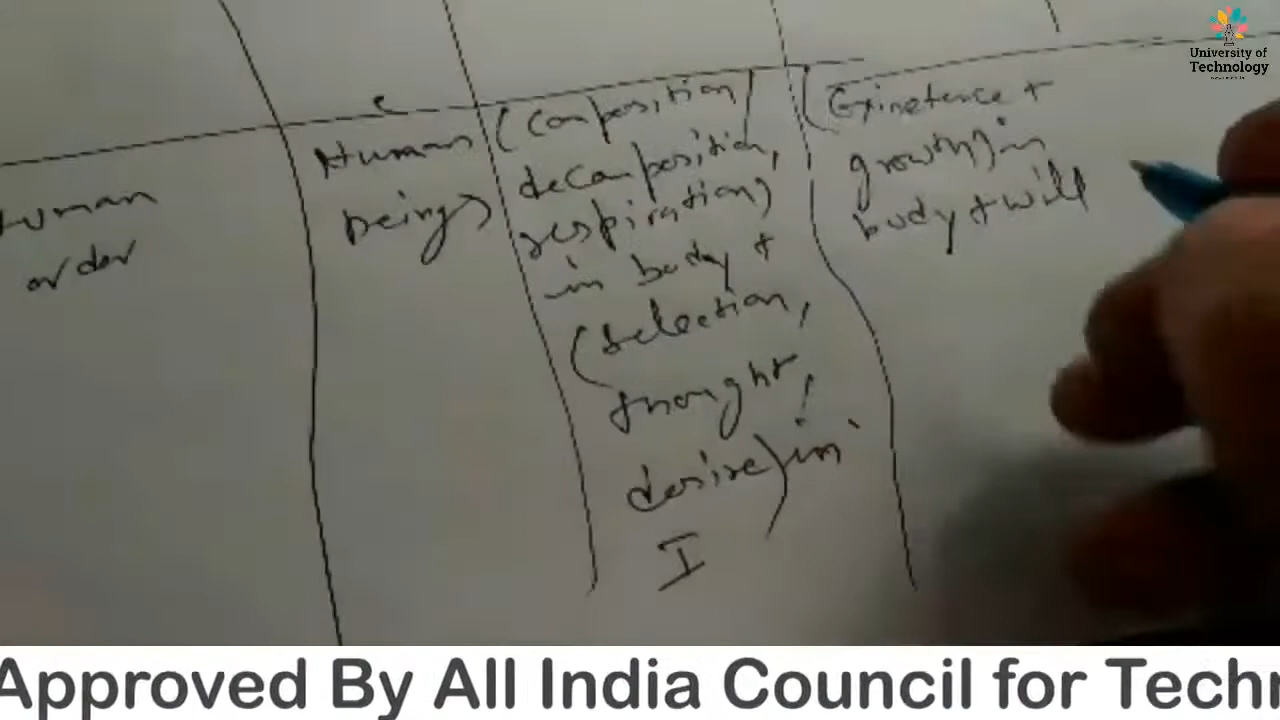 University of
Technology
Human
order
Human
beings
(Composition,
decomposition,
respiration)
in body +
(selection,
thought,
desire) in
I
(Existence +
growth) in
body + will
Approved By All India Council for Techn